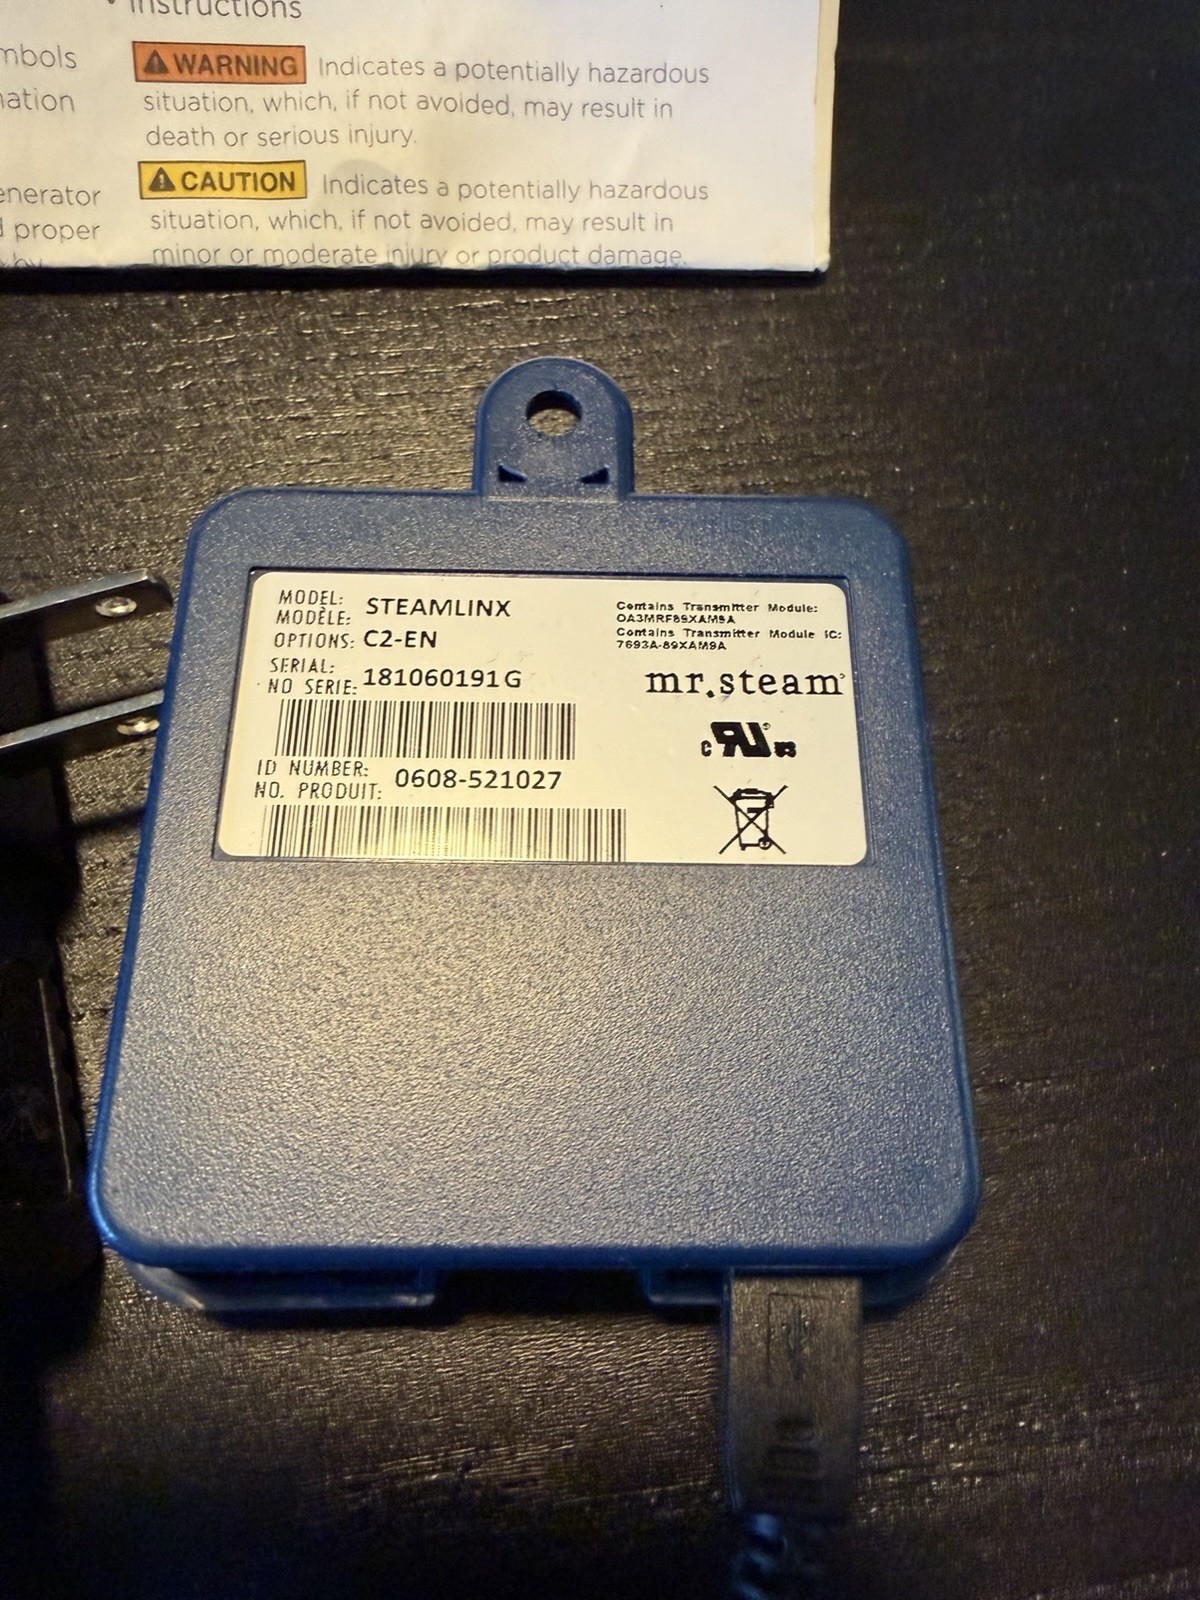 Instructions
mbols
ation
WARNING Indicates a potentially hazardous
situation, which, if not avoided, may result in
death or serious injury.
enerator
proper
by
CAUTION Indicates a potentially hazardous
situation, which, if not avoided, may result in
minor or moderate injury or product damage.
MODEL:
MODÈLE: STEAMLINX
OPTIONS: C2-EN
SERIAL:
NO SERIE: 181060191G
ID NUMBER:
NO. PRODUIT: 0608-521027
Contains Transmitter Module:
OA3MRF89XAM9A
Contains Transmitter Module IC:
7693A-89XAM9A
mr.steam®
c RU® us